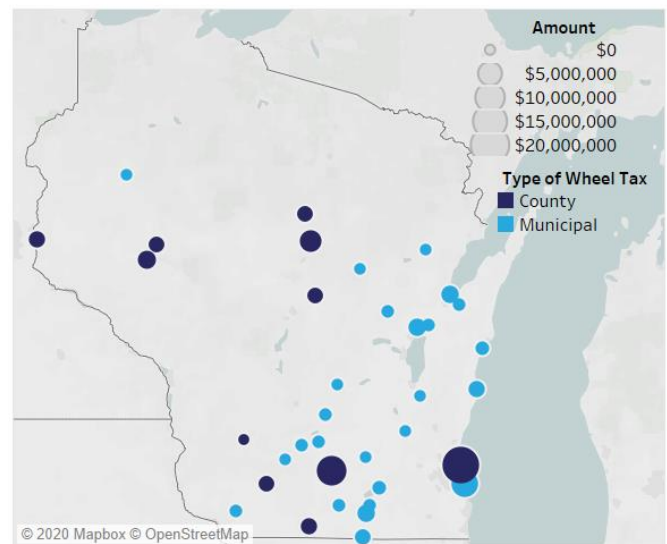 Amount
$0
$5,000,000
$10,000,000
$15,000,000
$20,000,000
Type of Wheel Tax
County
Municipal
© 2020 Mapbox © OpenStreetMap